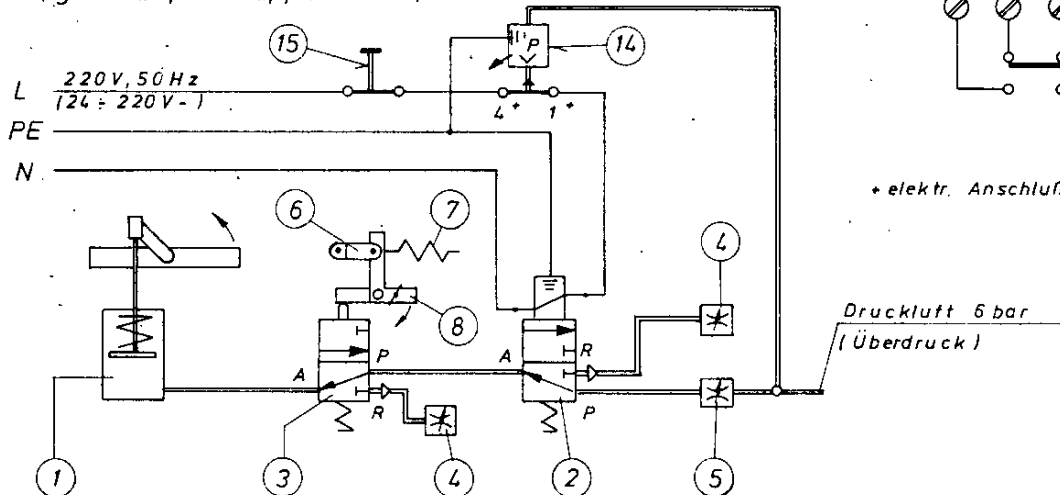 15
P
14
L 220V, 50Hz
(24 ÷ 220V-)
4+ 1+
PE
N
+ elektr. Anschluß
6
7
4
8
Druckluft 6 bar
(Überdruck)
P
R
A
A
R
P
1
3
4
2
5